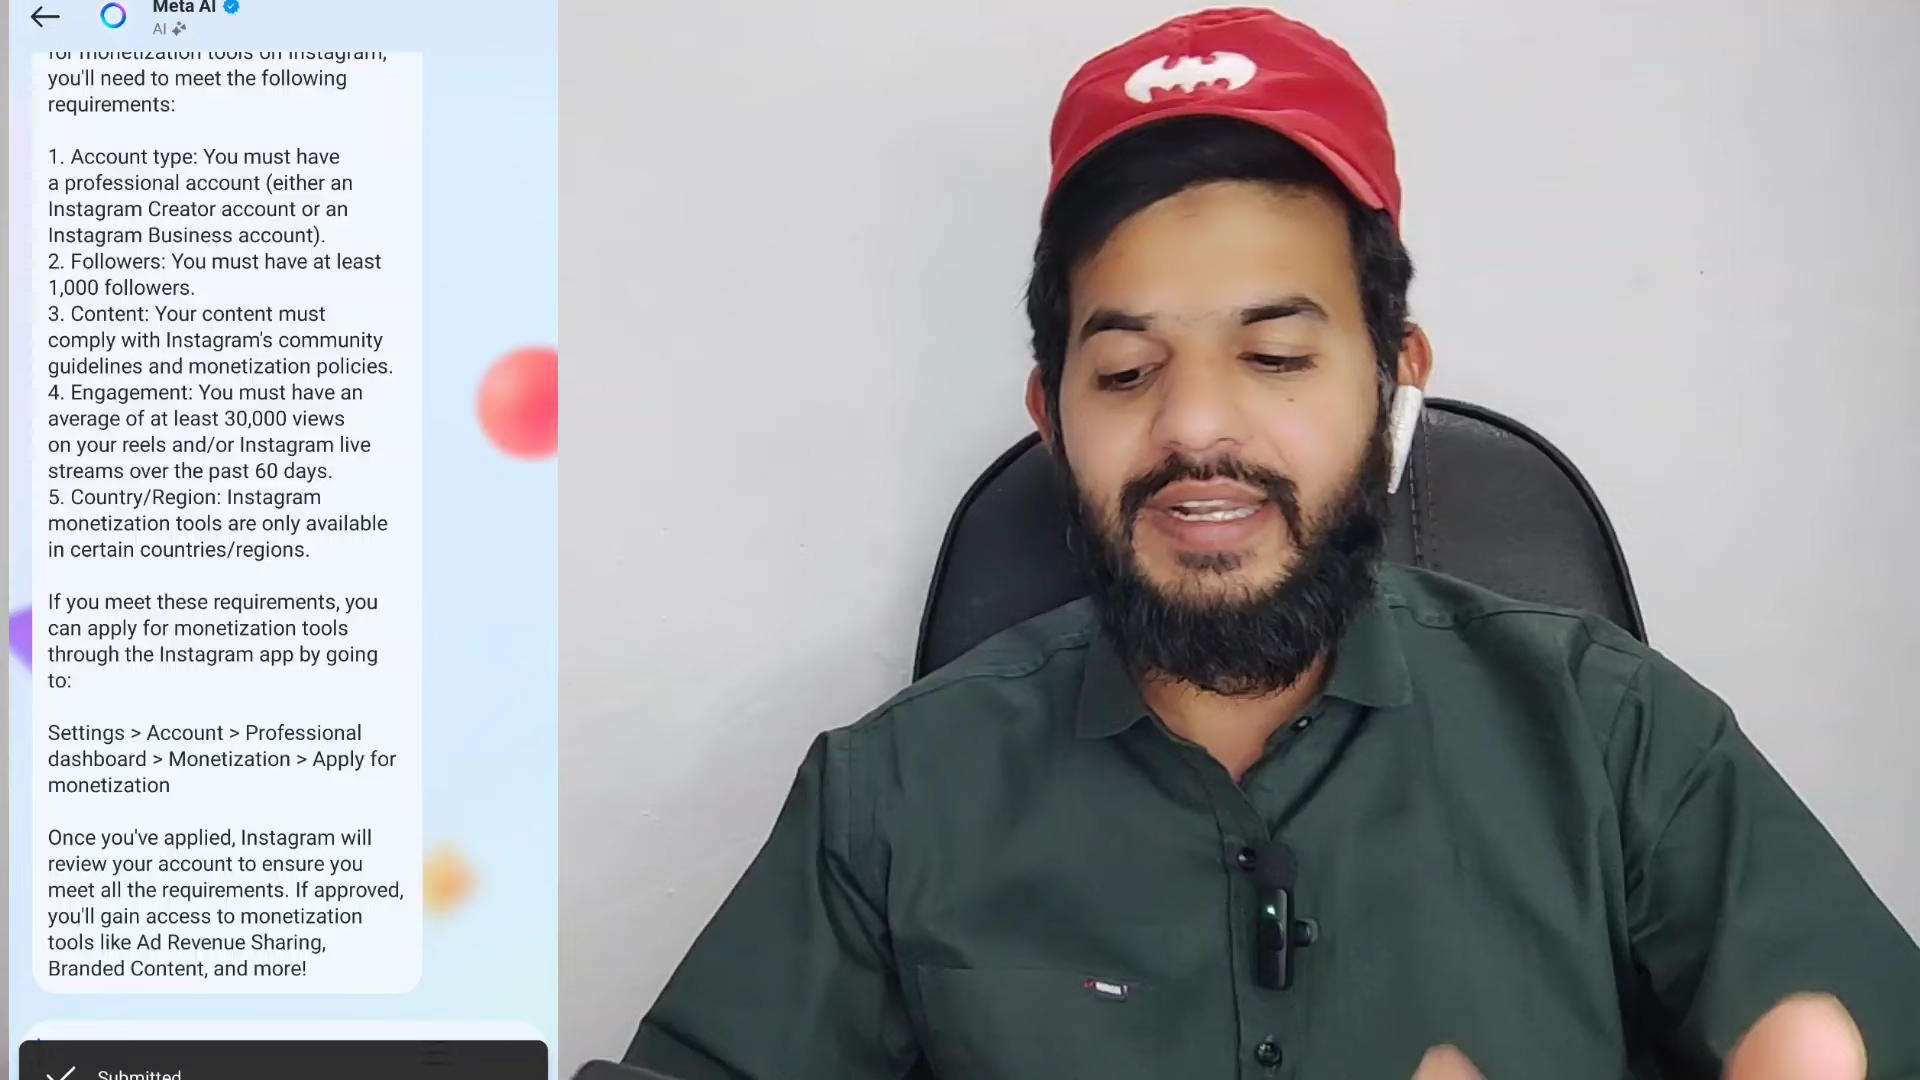 Meta AI
AI
for monetization tools on Instagram,
you'll need to meet the following
requirements:
1. Account type: You must have
a professional account (either an
Instagram Creator account or an
Instagram Business account).
2. Followers: You must have at least
1,000 followers.
3. Content: Your content must
comply with Instagram's community
guidelines and monetization policies.
4. Engagement: You must have an
average of at least 30,000 views
on your reels and/or Instagram live
streams over the past 60 days.
5. Country/Region: Instagram
monetization tools are only available
in certain countries/regions.
If you meet these requirements, you
can apply for monetization tools
through the Instagram app by going
to:
Settings > Account > Professional
dashboard > Monetization > Apply for
monetization
Once you've applied, Instagram will
review your account to ensure you
meet all the requirements. If approved,
you'll gain access to monetization
tools like Ad Revenue Sharing,
Branded Content, and more!
Submitted